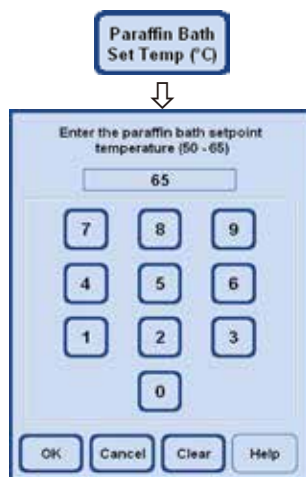 Paraffin Bath
Set Temp (°C)
Enter the paraffin bath setpoint
temperature (50 - 65)
65
7 8 9
4 5 6
1 2 3
0
OK Cancel Clear Help